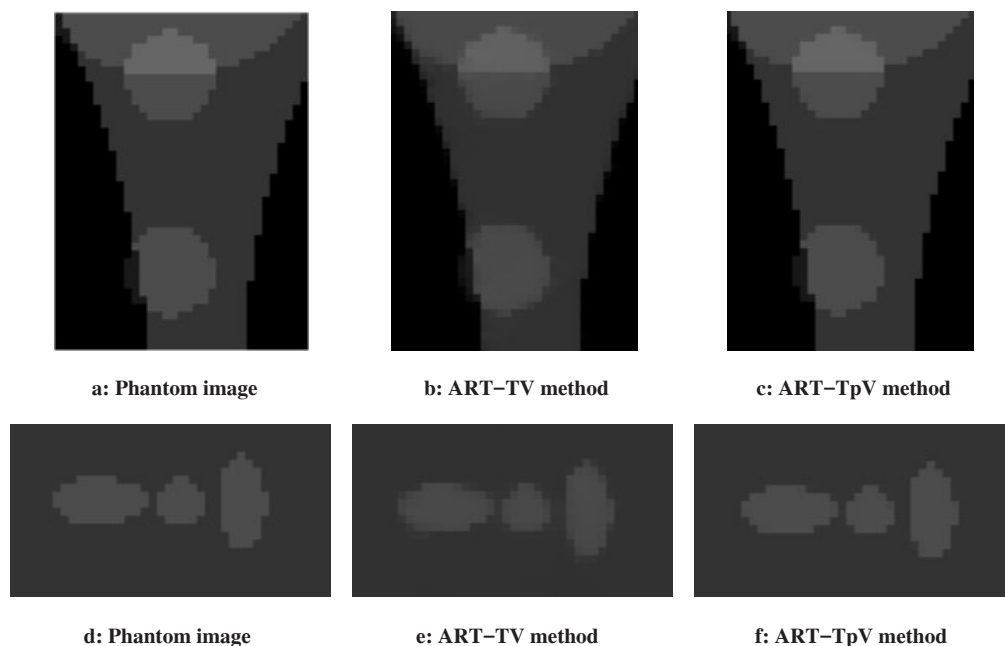 a: Phantom image
b: ART−TV method
c: ART−TpV method
d: Phantom image
e: ART−TV method
f: ART−TpV method